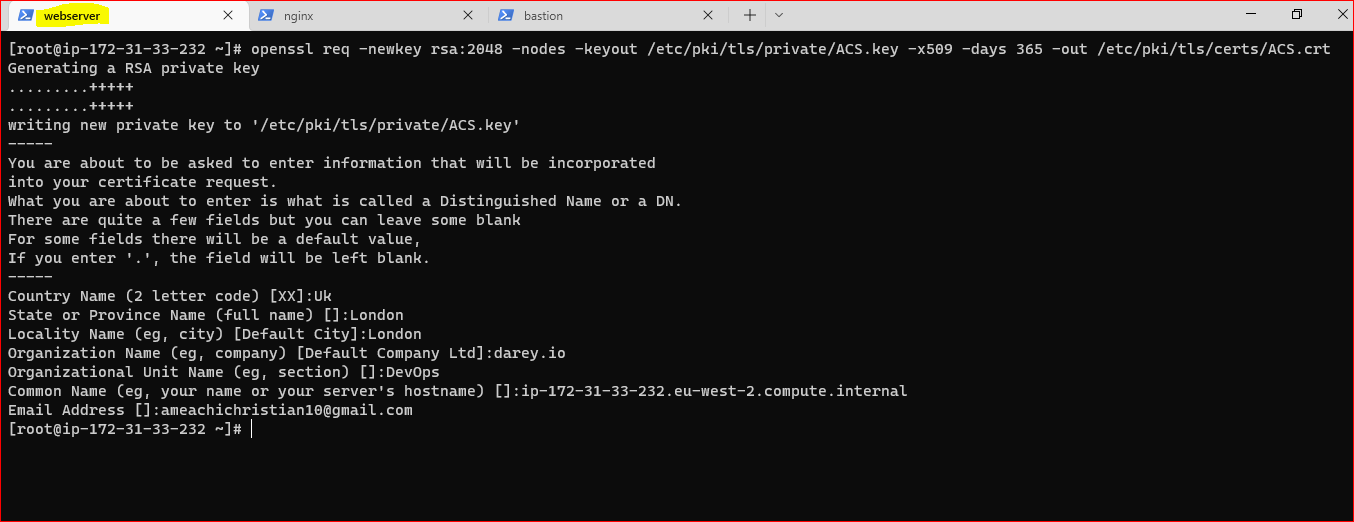 webserver nginx bastion
[root@ip-172-31-33-232 ~]# openssl req -newkey rsa:2048 -nodes -keyout /etc/pki/tls/private/ACS.key -x509 -days 365 -out /etc/pki/tls/certs/ACS.crt
Generating a RSA private key
.........+++++
.........+++++
writing new private key to '/etc/pki/tls/private/ACS.key'
-----
You are about to be asked to enter information that will be incorporated
into your certificate request.
What you are about to enter is what is called a Distinguished Name or a DN.
There are quite a few fields but you can leave some blank
For some fields there will be a default value,
If you enter '.', the field will be left blank.
-----
Country Name (2 letter code) [XX]:Uk
State or Province Name (full name) []:London
Locality Name (eg, city) [Default City]:London
Organization Name (eg, company) [Default Company Ltd]:darey.io
Organizational Unit Name (eg, section) []:DevOps
Common Name (eg, your name or your server's hostname) []:ip-172-31-33-232.eu-west-2.compute.internal
Email Address []:ameachichristian10@gmail.com
[root@ip-172-31-33-232 ~]#